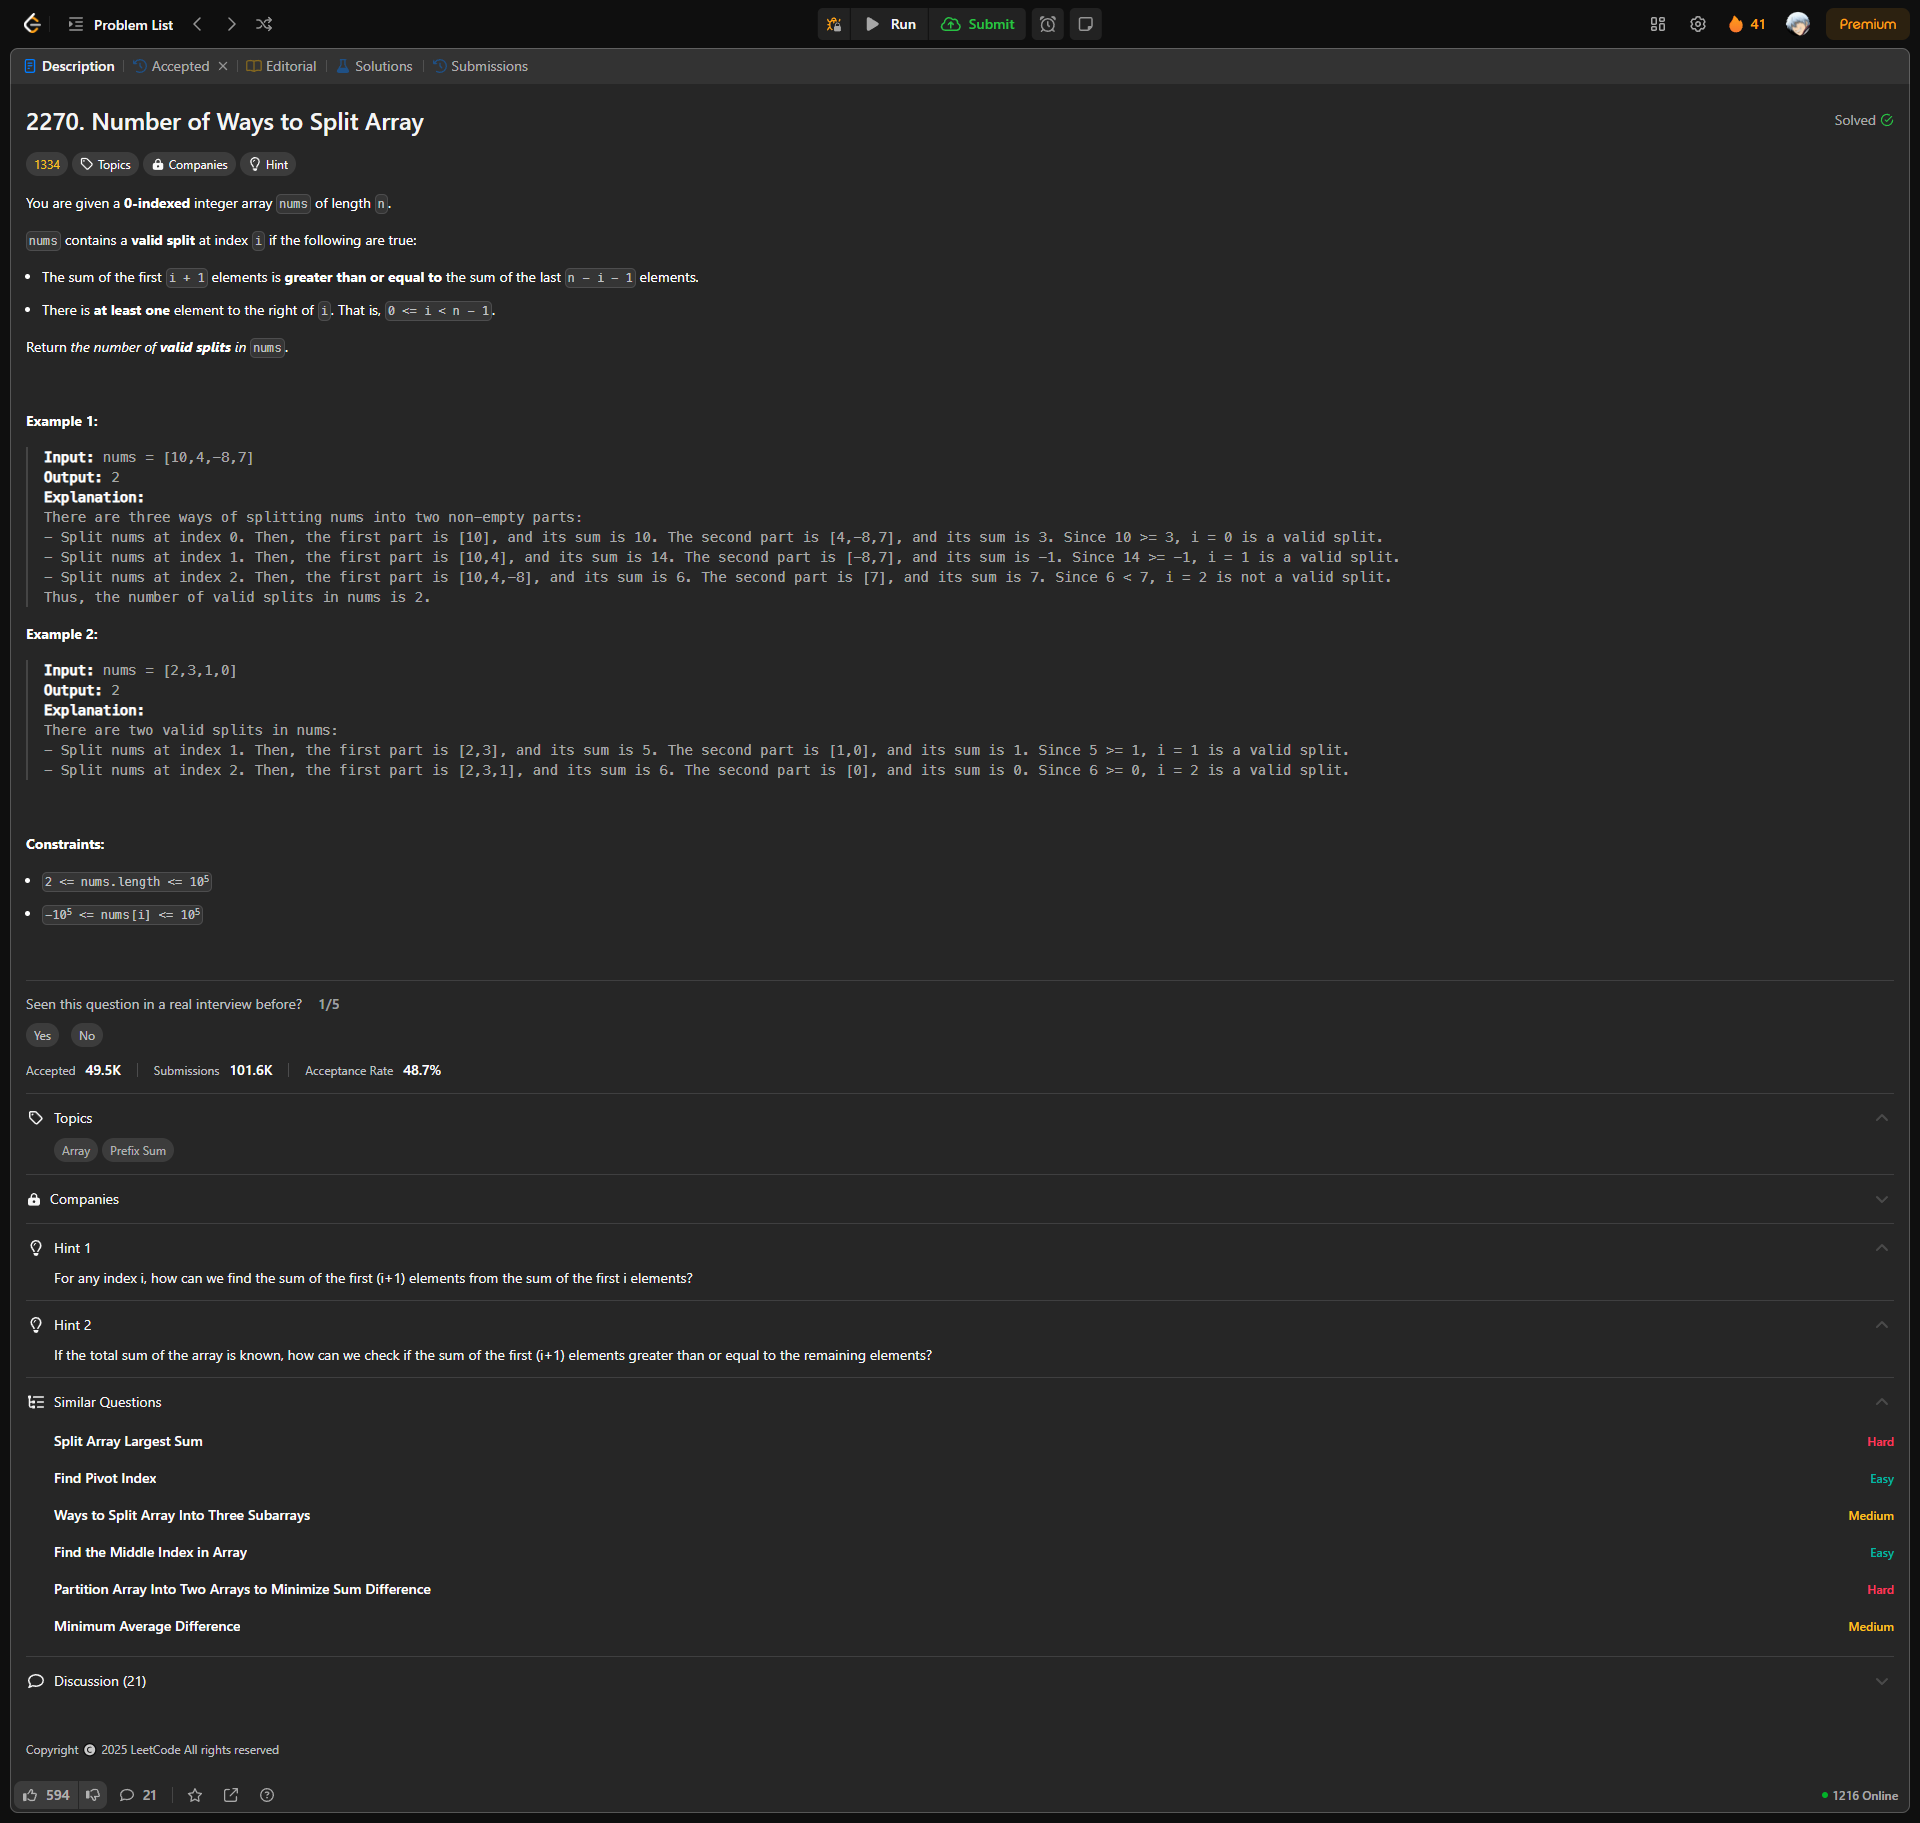 Problem List
Run
Submit
41
Premium
Description
Accepted
Editorial
Solutions
Submissions
2270. Number of Ways to Split Array
Solved
1334
Topics
Companies
Hint
You are given a 0-indexed integer array nums of length n.
nums contains a valid split at index i if the following are true:
• The sum of the first i + 1 elements is greater than or equal to the sum of the last n - i - 1 elements.
• There is at least one element to the right of i. That is, 0 <= i < n - 1.
Return the number of valid splits in nums.
Example 1:
Input: nums = [10,4,-8,7]
Output: 2
Explanation:
There are three ways of splitting nums into two non-empty parts:
- Split nums at index 0. Then, the first part is [10], and its sum is 10. The second part is [4,-8,7], and its sum is 3. Since 10 >= 3, i = 0 is a valid split.
- Split nums at index 1. Then, the first part is [10,4], and its sum is 14. The second part is [-8,7], and its sum is -1. Since 14 >= -1, i = 1 is a valid split.
- Split nums at index 2. Then, the first part is [10,4,-8], and its sum is 6. The second part is [7], and its sum is 7. Since 6 < 7, i = 2 is not a valid split.
Thus, the number of valid splits in nums is 2.
Example 2:
Input: nums = [2,3,1,0]
Output: 2
Explanation:
There are two valid splits in nums:
- Split nums at index 1. Then, the first part is [2,3], and its sum is 5. The second part is [1,0], and its sum is 1. Since 5 >= 1, i = 1 is a valid split.
- Split nums at index 2. Then, the first part is [2,3,1], and its sum is 6. The second part is [0], and its sum is 0. Since 6 >= 0, i = 2 is a valid split.
Constraints:
• 2 <= nums.length <= 10⁵
• -10⁵ <= nums[i] <= 10⁵
Seen this question in a real interview before? 1/5
Yes
No
Accepted 49.5K
Submissions 101.6K
Acceptance Rate 48.7%
Topics
Array
Prefix Sum
Companies
Hint 1
For any index i, how can we find the sum of the first (i+1) elements from the sum of the first i elements?
Hint 2
If the total sum of the array is known, how can we check if the sum of the first (i+1) elements greater than or equal to the remaining elements?
Similar Questions
Split Array Largest Sum
Hard
Find Pivot Index
Easy
Ways to Split Array Into Three Subarrays
Medium
Find the Middle Index in Array
Easy
Partition Array Into Two Arrays to Minimize Sum Difference
Hard
Minimum Average Difference
Medium
Discussion (21)
Copyright © 2025 LeetCode All rights reserved
594
21
1216 Online